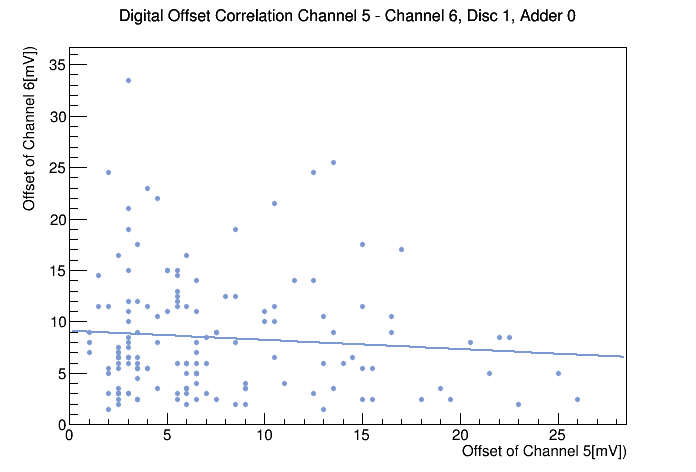 Digital Offset Correlation Channel 5 - Channel 6, Disc 1, Adder 0
Offset of Channel 6[mV])
35
30
25
20
15
10
5
0
0 5 10 15 20 25
Offset of Channel 5[mV])